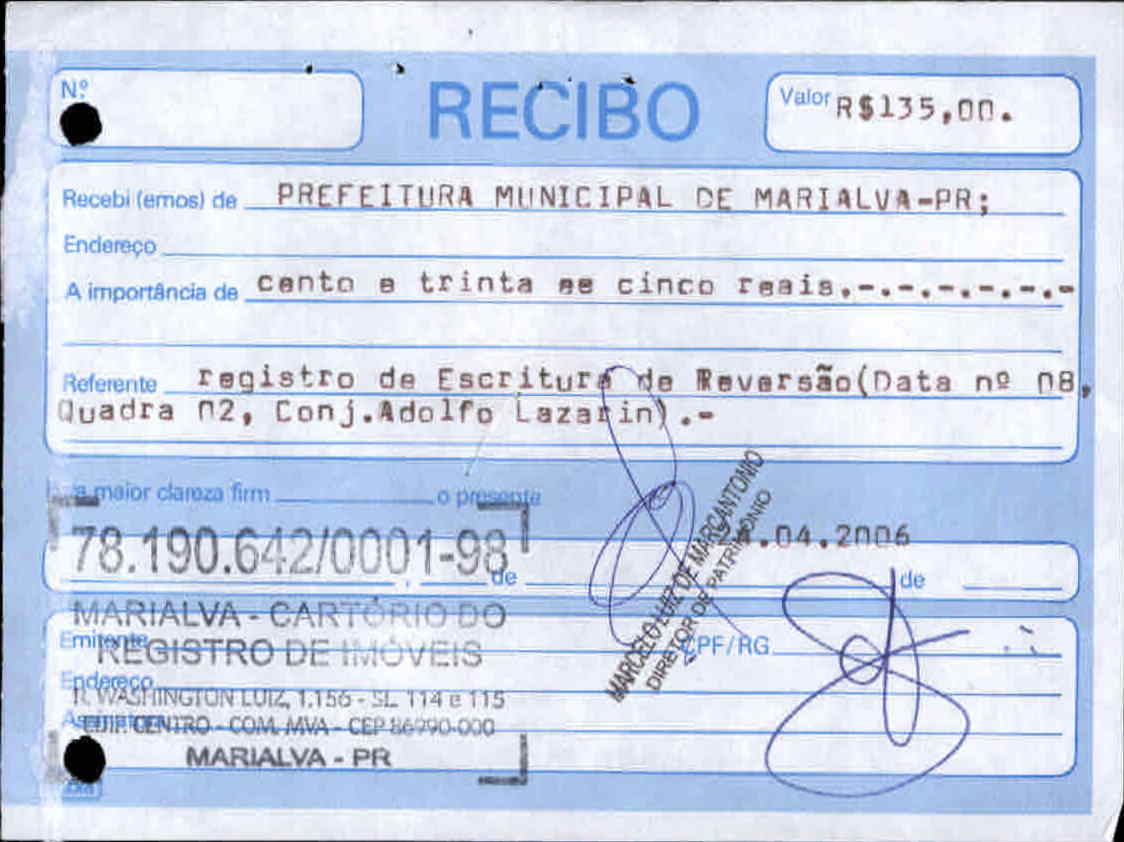 Nº
RECIBO
Valor R$135,00.
Recebi (emos) de PREFEITURA MUNICIPAL DE MARIALVA-PR;
Endereço
A importância de cento e trinta ee cinco reais.-.-.-.-.-.-
Referente registro de Escritura de Reversão(Data nº 08,
Quadra 02, Conj.Adolfo Lazarin).-
a maior clareza firm o presente
.04.2006
78.190.642/0001-98
, de de
MARIALVA - CARTÓRIO DO
Emitente CPF/RG
REGISTRO DE IMÓVEIS
Endereço
R. WASHINGTON LUIZ, 1.156 - SL. 114 e 115
Assinatura
EDIF. CENTRO - COM. MVA - CEP 86990-000
MARIALVA - PR
MARCELO LUIZ DE MARCANTONIO
DIRETOR DE PATRIMONIO